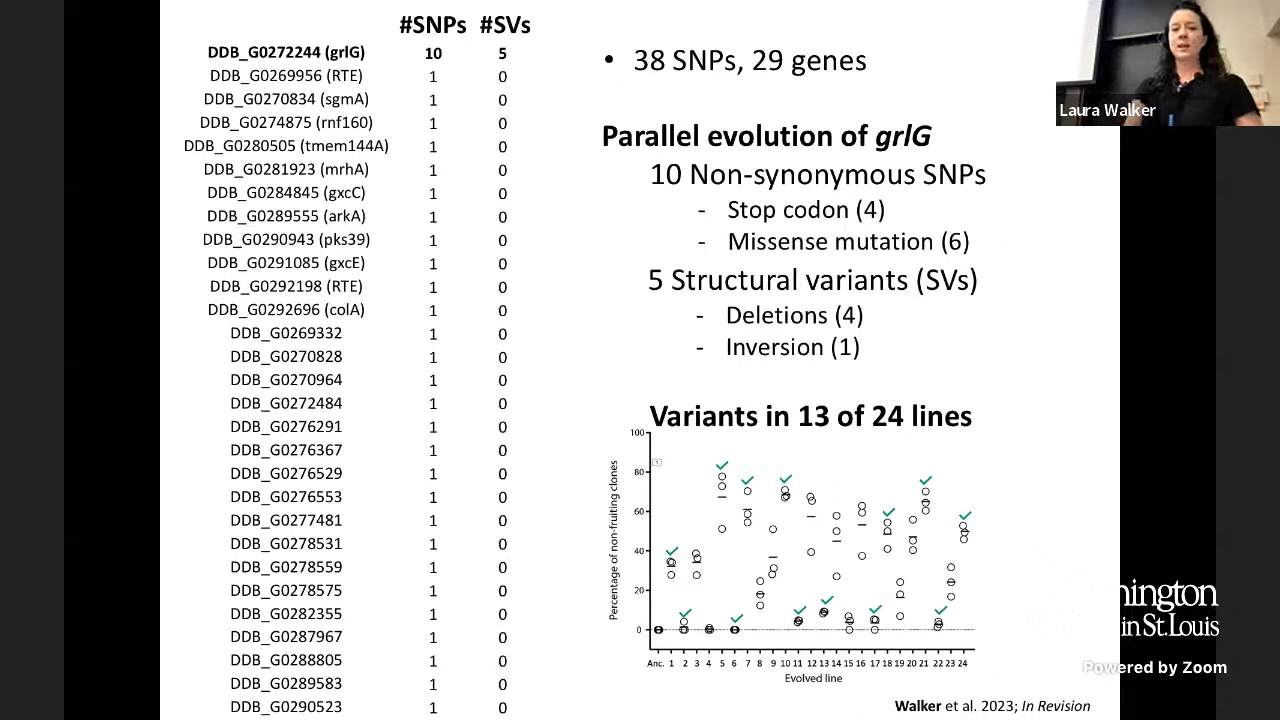 #SNPs #SVs
DDB_G0272244 (grlG) 10 5
DDB_G0269956 (RTE) 1 0
DDB_G0270834 (sgmA) 1 0
DDB_G0274875 (rnf160) 1 0
DDB_G0280505 (tmem144A) 1 0
DDB_G0281923 (mrhA) 1 0
DDB_G0284845 (gxcC) 1 0
DDB_G0289555 (arkA) 1 0
DDB_G0290943 (pks39) 1 0
DDB_G0291085 (gxcE) 1 0
DDB_G0292198 (RTE) 1 0
DDB_G0292696 (colA) 1 0
DDB_G0269332 1 0
DDB_G0270828 1 0
DDB_G0270964 1 0
DDB_G0272484 1 0
DDB_G0276291 1 0
DDB_G0276367 1 0
DDB_G0276529 1 0
DDB_G0276553 1 0
DDB_G0277481 1 0
DDB_G0278531 1 0
DDB_G0278559 1 0
DDB_G0278575 1 0
DDB_G0282355 1 0
DDB_G0287967 1 0
DDB_G0288805 1 0
DDB_G0289583 1 0
DDB_G0290523 1 0
• 38 SNPs, 29 genes
Parallel evolution of grlG
10 Non-synonymous SNPs
- Stop codon (4)
- Missense mutation (6)
5 Structural variants (SVs)
- Deletions (4)
- Inversion (1)
Variants in 13 of 24 lines
Percentage of non-fruiting clones
100
80
60
40
20
0
Anc. 1 2 3 4 5 6 7 8 9 10 11 12 13 14 15 16 17 18 19 20 21 22 23 24
Evolved line
Walker et al. 2023; In Revision
Laura Walker
hington
in St. Louis
Powered by Zoom